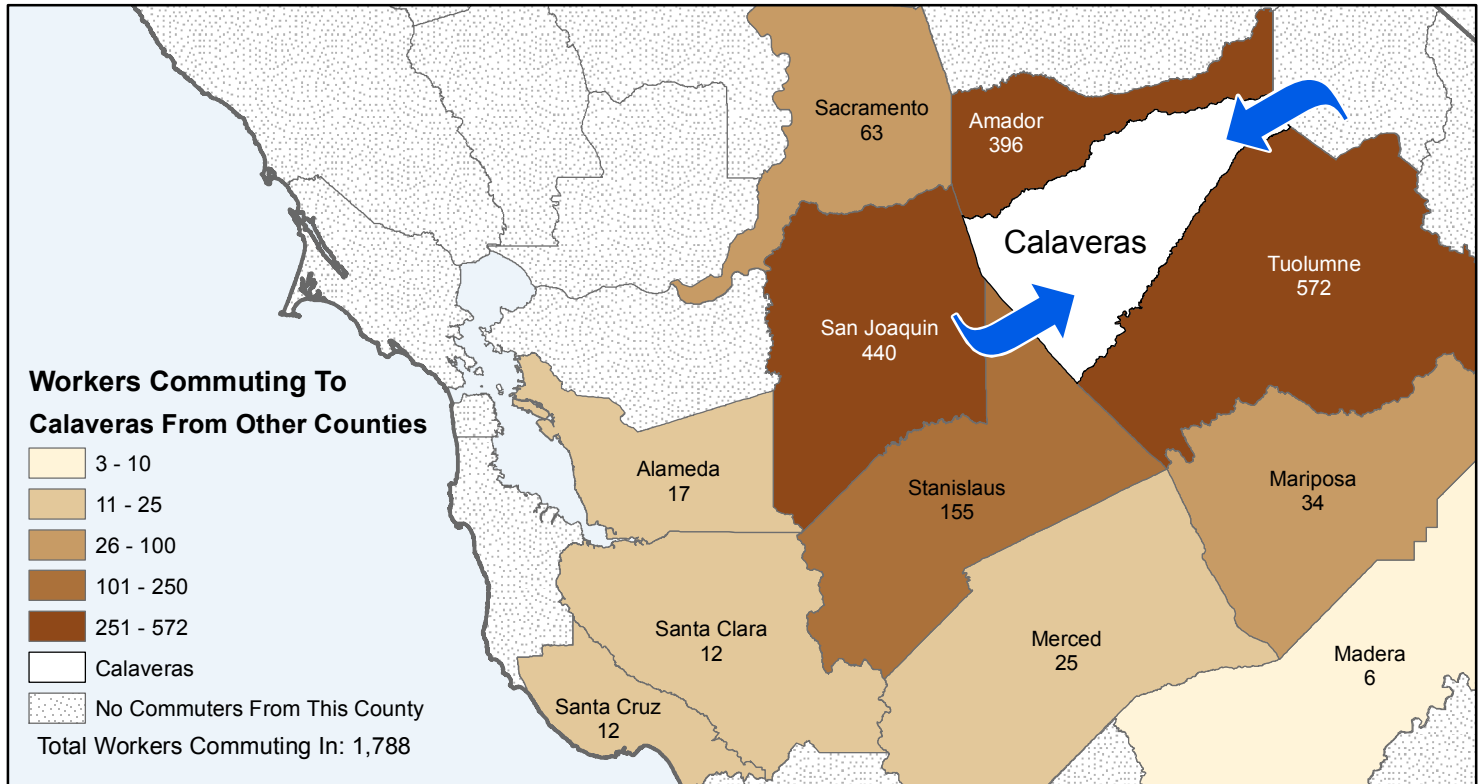 Sacramento
63
Amador
396
Calaveras
Tuolumne
572
San Joaquin
440
Workers Commuting To
Calaveras From Other Counties
3 - 10
11 - 25
26 - 100
101 - 250
251 - 572
Calaveras
No Commuters From This County
Total Workers Commuting In: 1,788
Alameda
17
Stanislaus
155
Mariposa
34
Santa Clara
12
Merced
25
Madera
6
Santa Cruz
12